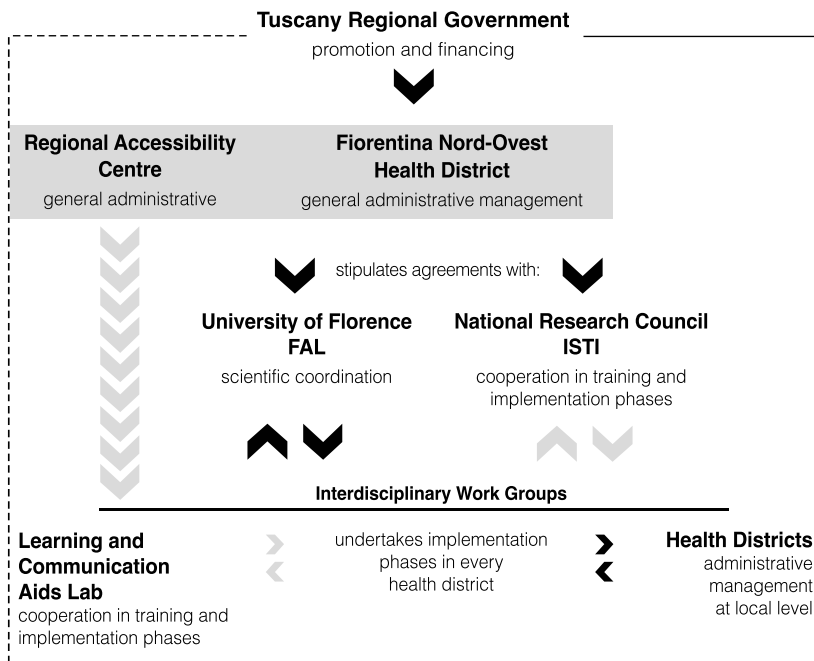 Tuscany Regional Government
promotion and financing
Regional Accessibility
Centre
general administrative
Fiorentina Nord-Ovest
Health District
general administrative management
stipulates agreements with:
University of Florence
FAL
scientific coordination
National Research Council
ISTI
cooperation in training and
implementation phases
Interdisciplinary Work Groups
Learning and
Communication
Aids Lab
cooperation in training and
implementation phases
undertakes implementation
phases in every
health district
Health Districts
administrative
management
at local level